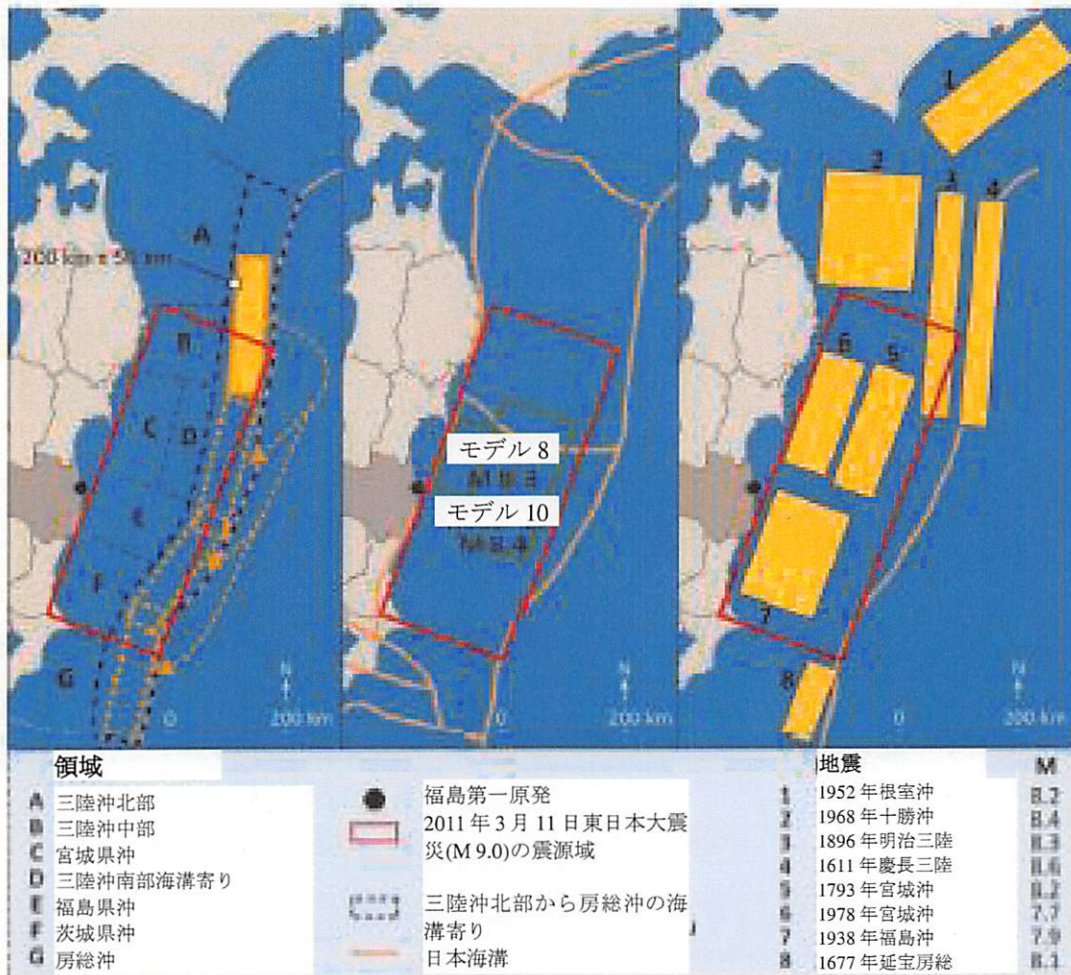 A
200 km x 50 km
B
C
D
E
F
G
N
0
200 km
モデル 8
M 8.3
モデル 10
M 8.4
N
0
200 km
1
2
3
4
6
5
7
8
N
0
200 km
領域
A 三陸沖北部
B 三陸沖中部
C 宮城県沖
D 三陸沖南部海溝寄り
E 福島県沖
F 茨城県沖
G 房総沖
福島第一原発
2011 年 3 月 11 日東日本大震
災(M 9.0)の震源域
三陸沖北部から房総沖の海
溝寄り
日本海溝
地震 M
1 1952 年根室沖 8.2
2 1968 年十勝沖 8.4
3 1896 年明治三陸 8.3
4 1611 年慶長三陸 8.6
5 1793 年宮城沖 8.2
6 1978 年宮城沖 7.7
7 1938 年福島沖 7.9
8 1677 年延宝房総 8.1